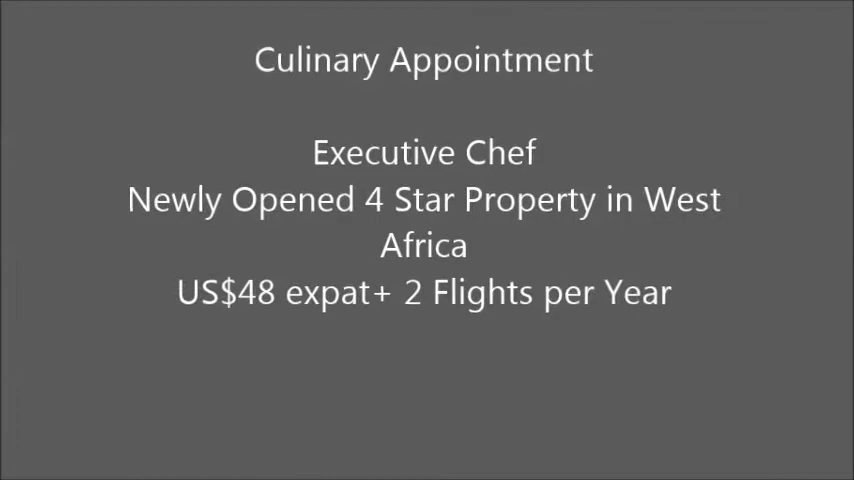 Culinary Appointment
Executive Chef
Newly Opened 4 Star Property in West
Africa
US$48 expat+ 2 Flights per Year